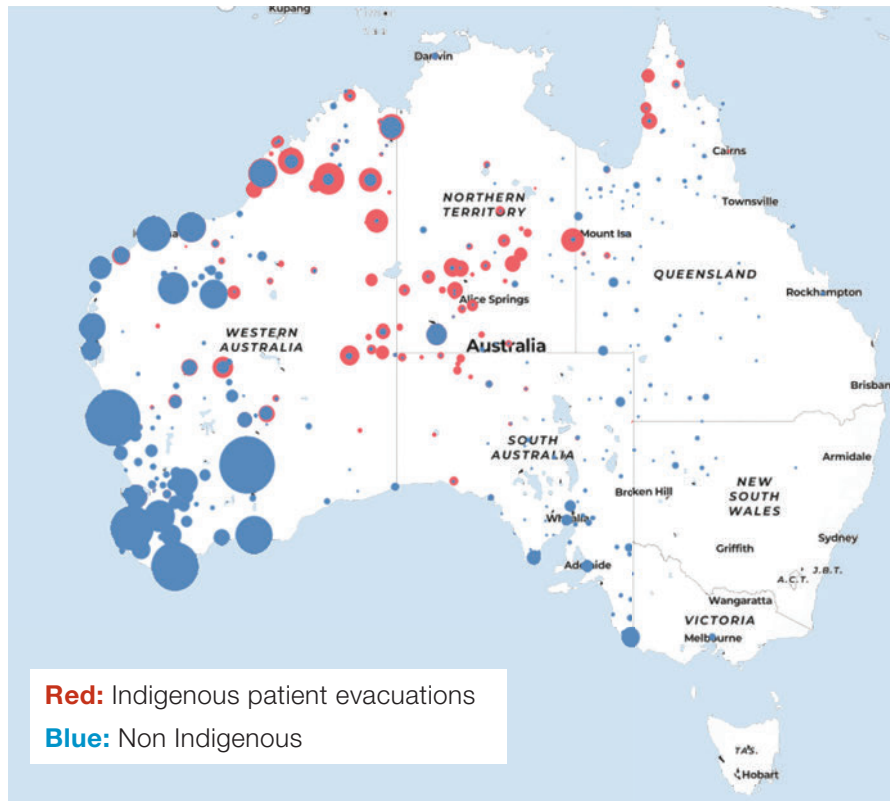 Kupang
Darwin
Cairns
NORTHERN
TERRITORY
Townsville
Mount Isa
QUEENSLAND
Rockhampton
Alice Springs
WESTERN
AUSTRALIA
Australia
Brisban
SOUTH
AUSTRALIA
Armidale
Broken Hill
NEW
SOUTH
WALES
Sydney
Griffith
J.B.T.
A.C.T.
Wangaratta
VICTORIA
Melbourne
Red: Indigenous patient evacuations
Blue: Non Indigenous
TAS.
Hobart